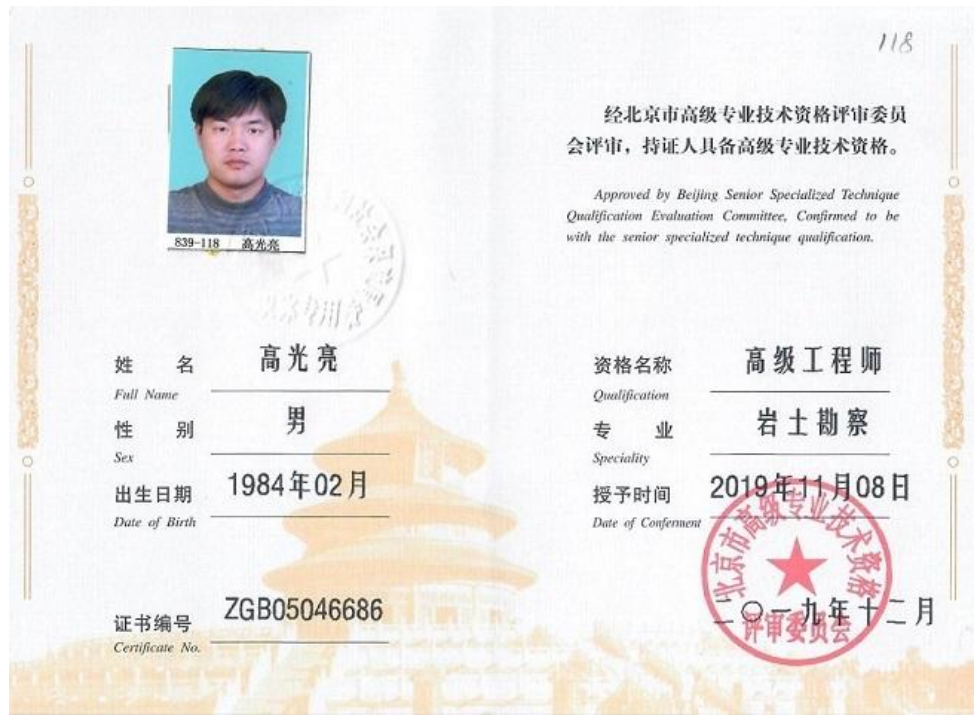 118
经北京市高级专业技术资格评审委员
会评审，持证人具备高级专业技术资格。
Approved by Beijing Senior Specialized Technique
Qualification Evaluation Committee, Confirmed to be
with the senior specialized technique qualification.
839-118 高光亮
姓 名 高光亮
Full Name
性 别 男
Sex
出生日期 1984年02月
Date of Birth
证书编号 ZGB05046686
Certificate No.
资格名称 高级工程师
Qualification
专 业 岩土勘察
Speciality
授予时间 2019年11月08日
Date of Conferment
北京市高级专业技术资格
评审委员会
二〇一九年十二月